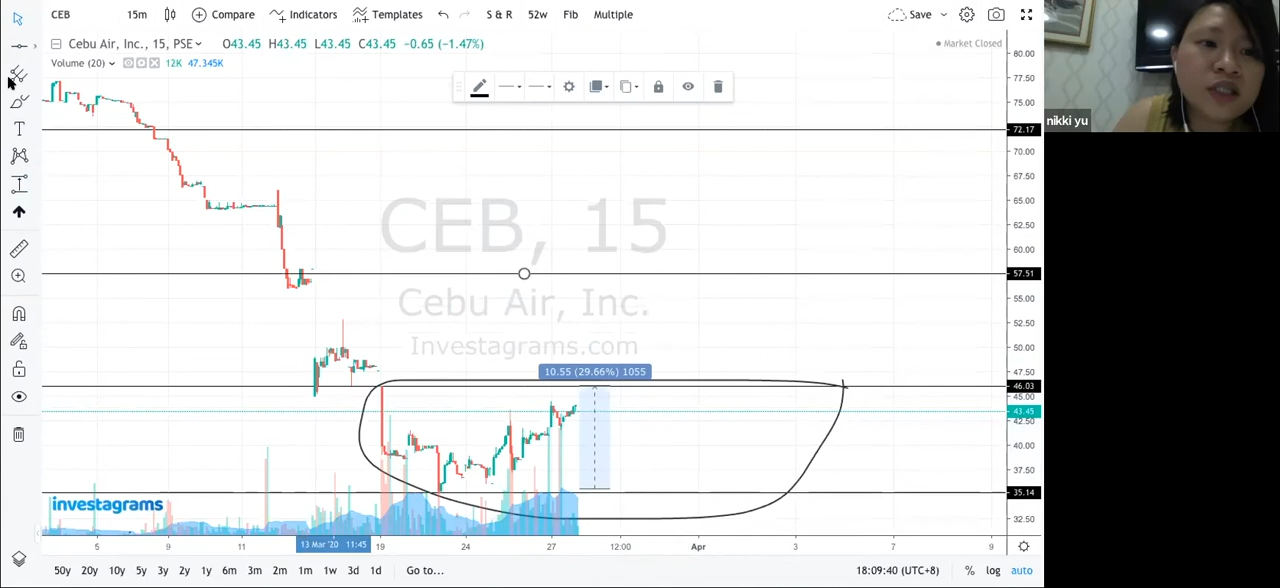 CEB 15m Compare Indicators Templates S & R 52w Fib Multiple Save
Cebu Air, Inc., 15, PSE O43.45 H43.45 L43.45 C43.45 -0.65 (-1.47%) Market Closed
Volume (20) 12K 47.345K
80.00
77.50
75.00
72.17
70.00
67.50
65.00
62.50
60.00
57.51
55.00
52.50
50.00
47.50
46.03
45.00
43.45
42.50
40.00
37.50
35.14
32.50
CEB, 15
Cebu Air, Inc.
Investagrams.com
10.55 (29.66%) 1055
investagrams
5 9 11 13 Mar '20 11:45 19 24 27 12:00 Apr 3 7 9
50y 20y 10y 5y 3y 2y 1y 6m 3m 2m 1m 1w 3d 1d Go to... 18:09:40 (UTC+8) % log auto
nikki yu